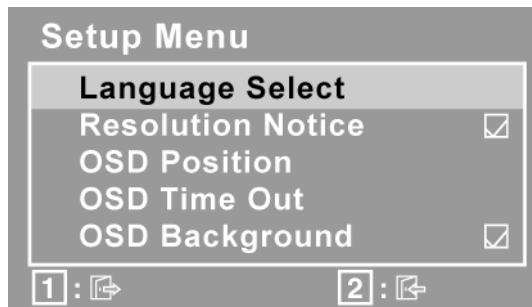 Setup Menu
Language Select
Resolution Notice
OSD Position
OSD Time Out
OSD Background
1 : 2 :